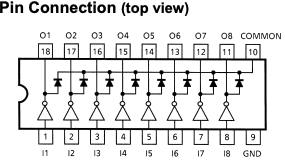 Pin Connection (top view)
O1 O2 O3 O4 O5 O6 O7 O8 COMMON
18 17 16 15 14 13 12 11 10
1 2 3 4 5 6 7 8 9
I1 I2 I3 I4 I5 I6 I7 I8 GND